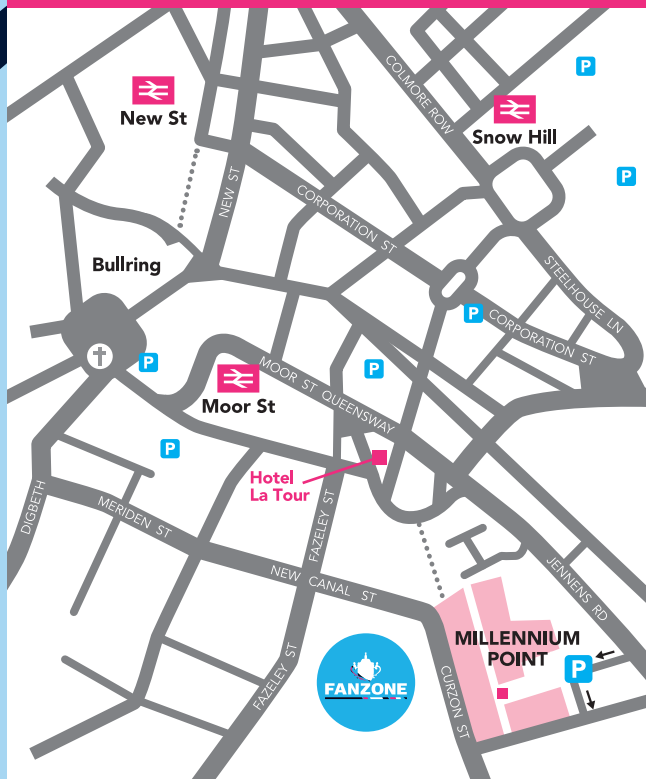 P
COLMORE ROW
New St
Snow Hill
P
NEW ST
CORPORATION ST
Bullring
STEELHOUSE LN
P
CORPORATION ST
P
P
MOOR ST QUEENSWAY
Moor St
P
Hotel
La Tour
DIGBETH
MERIDEN ST
FAZELEY ST
NEW CANAL ST
JENNENS RD
MILLENNIUM
POINT
P
FANZONE
FAZELEY ST
CURZON ST